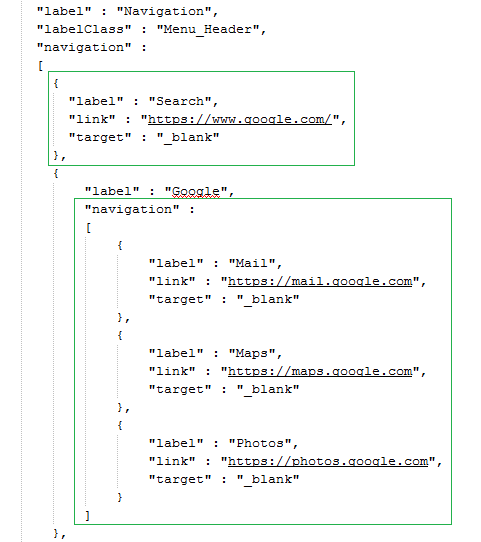 "label" : "Navigation",
"labelClass" : "Menu_Header",
"navigation" :
[
{
"label" : "Search",
"link" : "https://www.google.com/",
"target" : "_blank"
},
{
"label" : "Google",
"navigation" :
[
{
"label" : "Mail",
"link" : "https://mail.google.com",
"target" : "_blank"
},
{
"label" : "Maps",
"link" : "https://maps.google.com",
"target" : "_blank"
},
{
"label" : "Photos",
"link" : "https://photos.google.com",
"target" : "_blank"
}
]
},